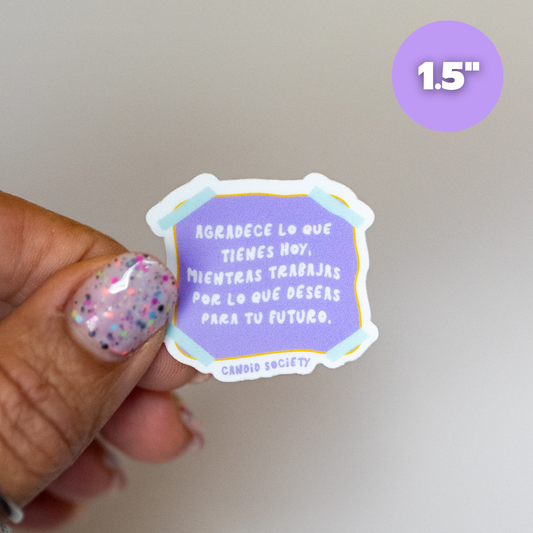 1.5"
AGRADECE LO QUE
TIENES HOY,
MIENTRAS TRABAJAS
POR LO QUE DESEAS
PARA TU FUTURO.
CANDID SOCIETY